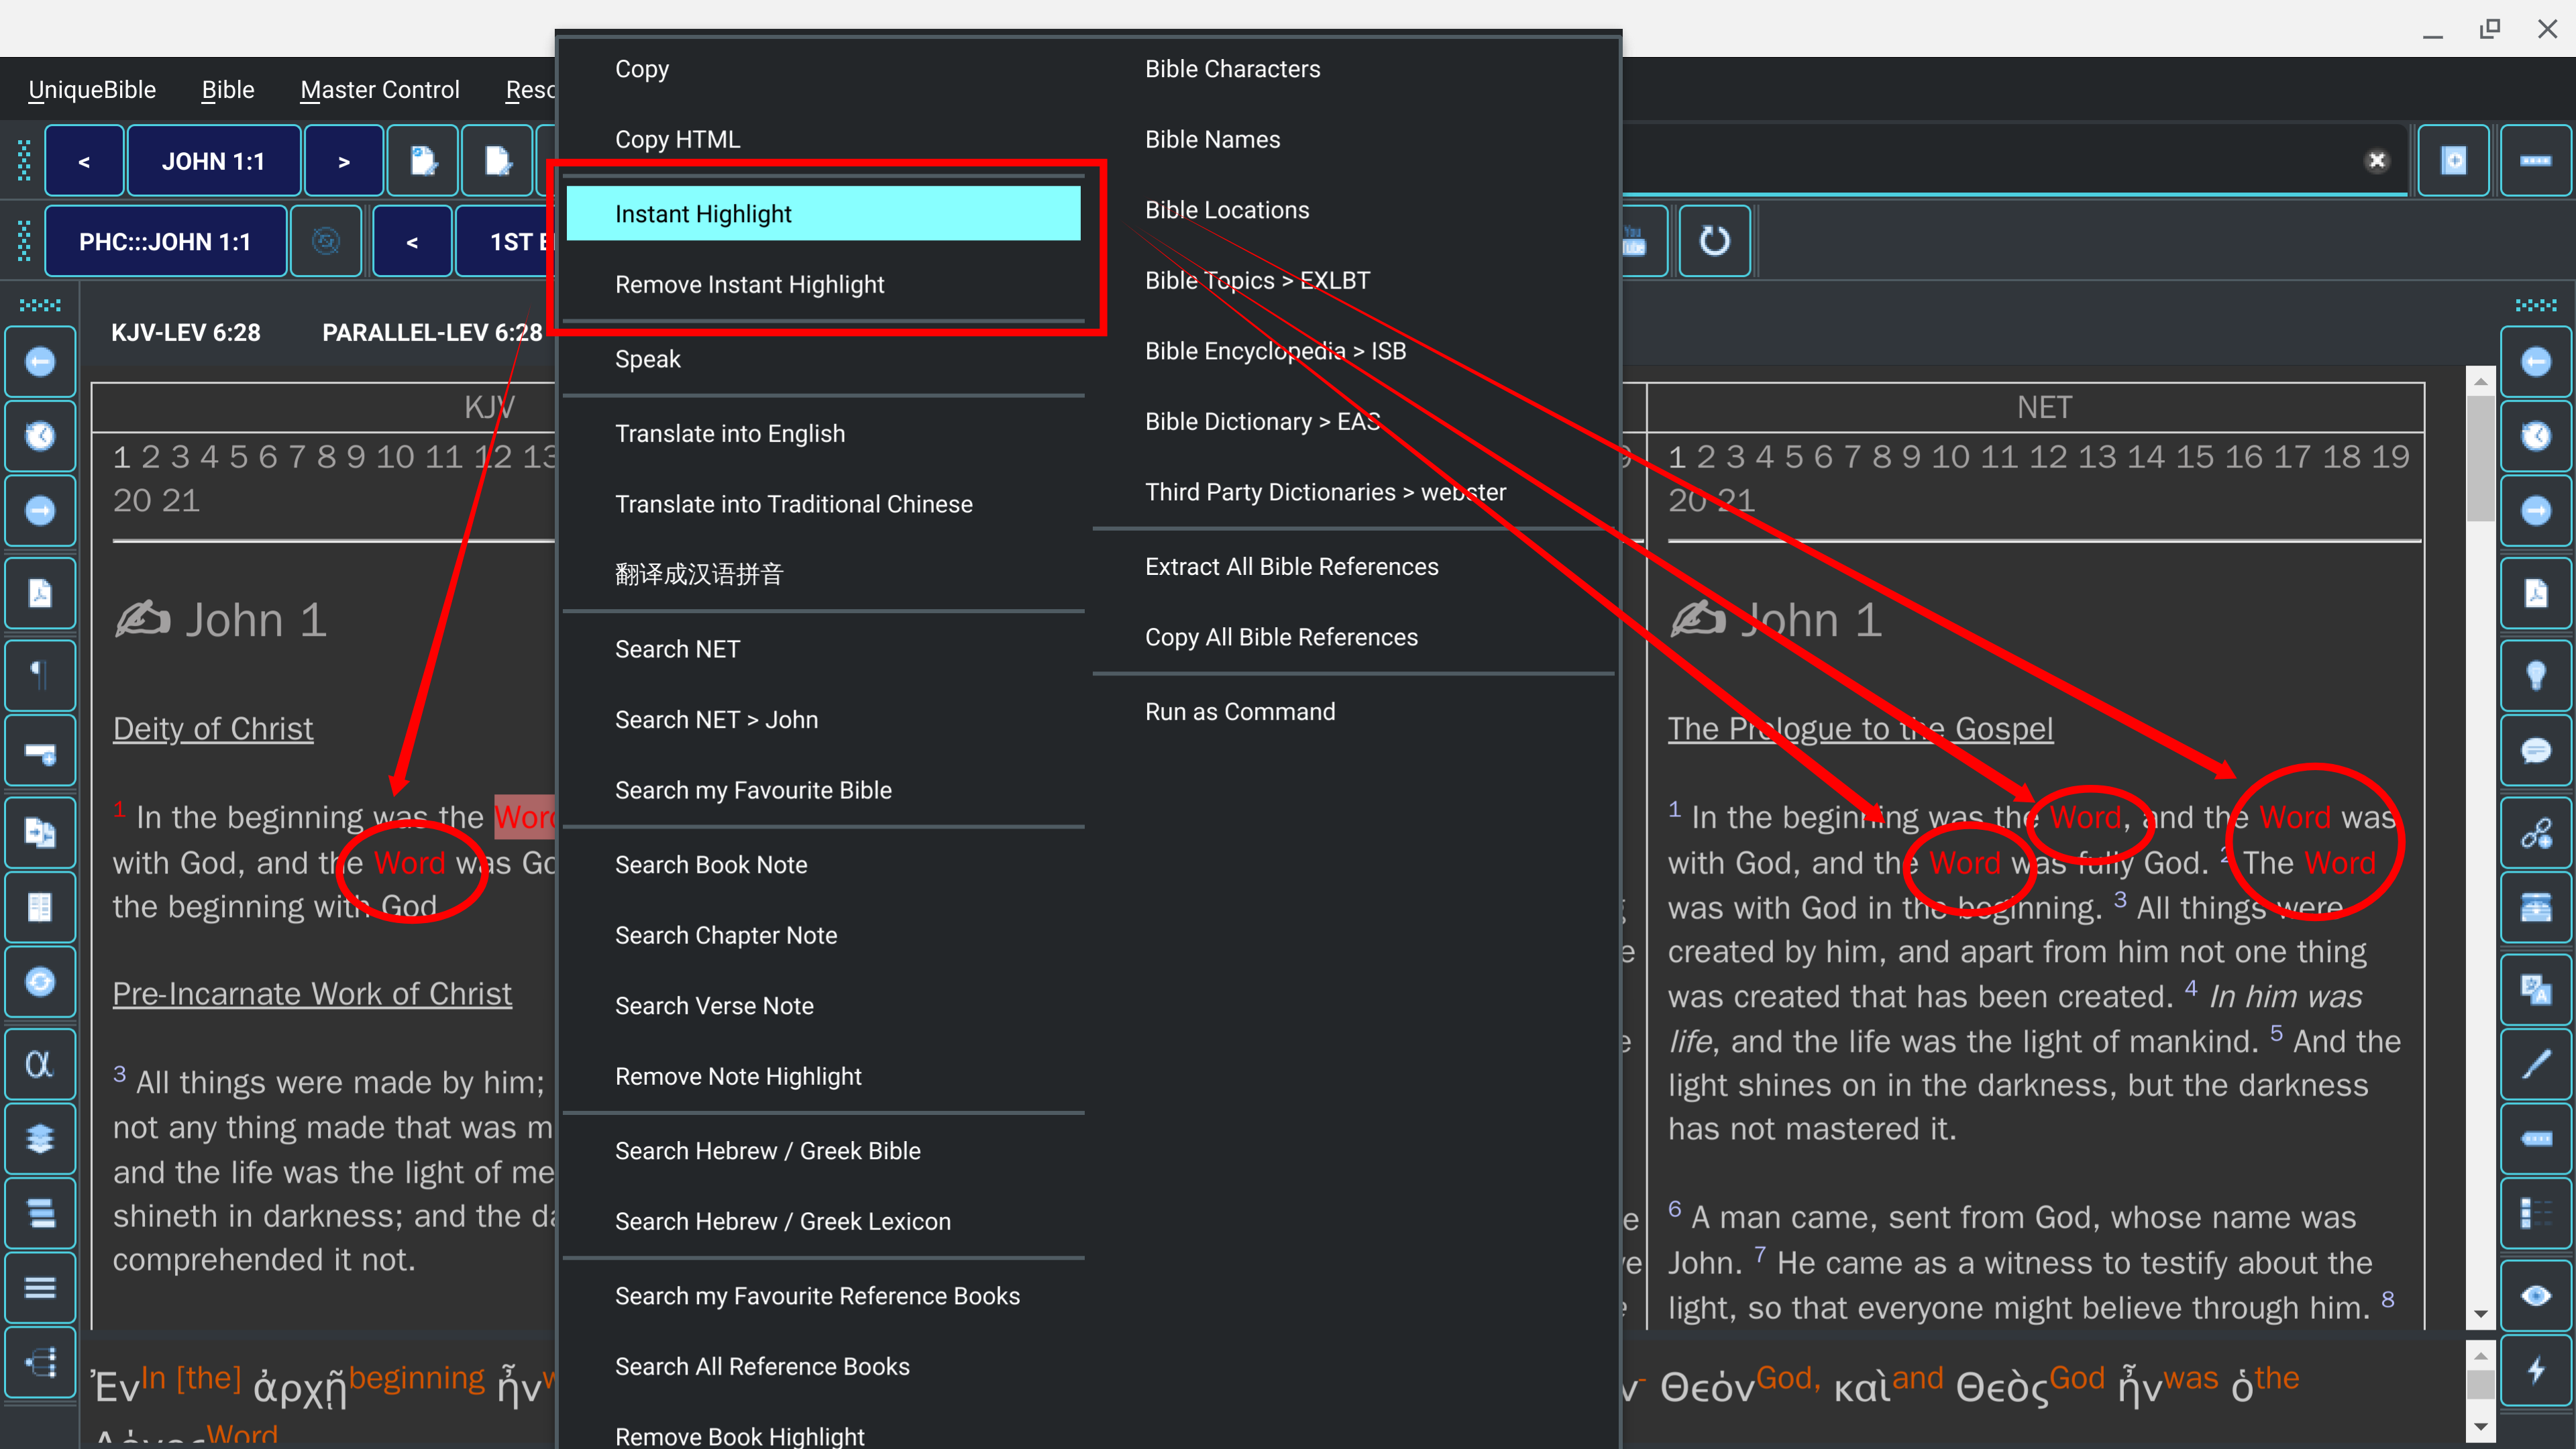 UniqueBible Bible Master Control
< JOHN 1:1 >
PHC:::JOHN 1:1 < 1ST
KJV-LEV 6:28 PARALLEL-LEV 6:28
KJV
1 2 3 4 5 6 7 8 9 10 11 12 13
20 21
✍ John 1
Deity of Christ
1 In the beginning was the Word
with God, and the Word was
the beginning with God
Pre-Incarnate Work of Christ
3 All things were made by him;
not any thing made that was
and the life was the light of
shineth in darkness; and the
comprehended it not.
Copy
Copy HTML
Instant Highlight
Remove Instant Highlight
Speak
Translate into English
Translate into Traditional Chinese
翻译成汉语拼音
Search NET
Search NET > John
Search my Favourite Bible
Search Book Note
Search Chapter Note
Search Verse Note
Remove Note Highlight
Search Hebrew / Greek Bible
Search Hebrew / Greek Lexicon
Search my Favourite Reference Books
Search All Reference Books
Remove Book Highlight
Bible Characters
Bible Names
Bible Locations
Bible Topics > EXLBT
Bible Encyclopedia > ISB
Bible Dictionary > EAS
Third Party Dictionaries > webster
Extract All Bible References
Copy All Bible References
Run as Command
You
Tube
NET
1 2 3 4 5 6 7 8 9 10 11 12 13 14 15 16 17 18 19
20 21
✍ John 1
The Prologue to the Gospel
1 In the beginning was the Word, and the Word was
with God, and the Word was fully God. 2 The Word
was with God in the beginning. 3 All things were
created by him, and apart from him not one thing
was created that has been created. 4 In him was
life, and the life was the light of mankind. 5 And the
light shines on in the darkness, but the darkness
has not mastered it.
6 A man came, sent from God, whose name was
John. 7 He came as a witness to testify about the
light, so that everyone might believe through him. 8
Ἐν In [the] ἀρχῇ beginning ἦν
Θεόν God, καὶ and Θεὸς God ἦν was ὁ the
Word